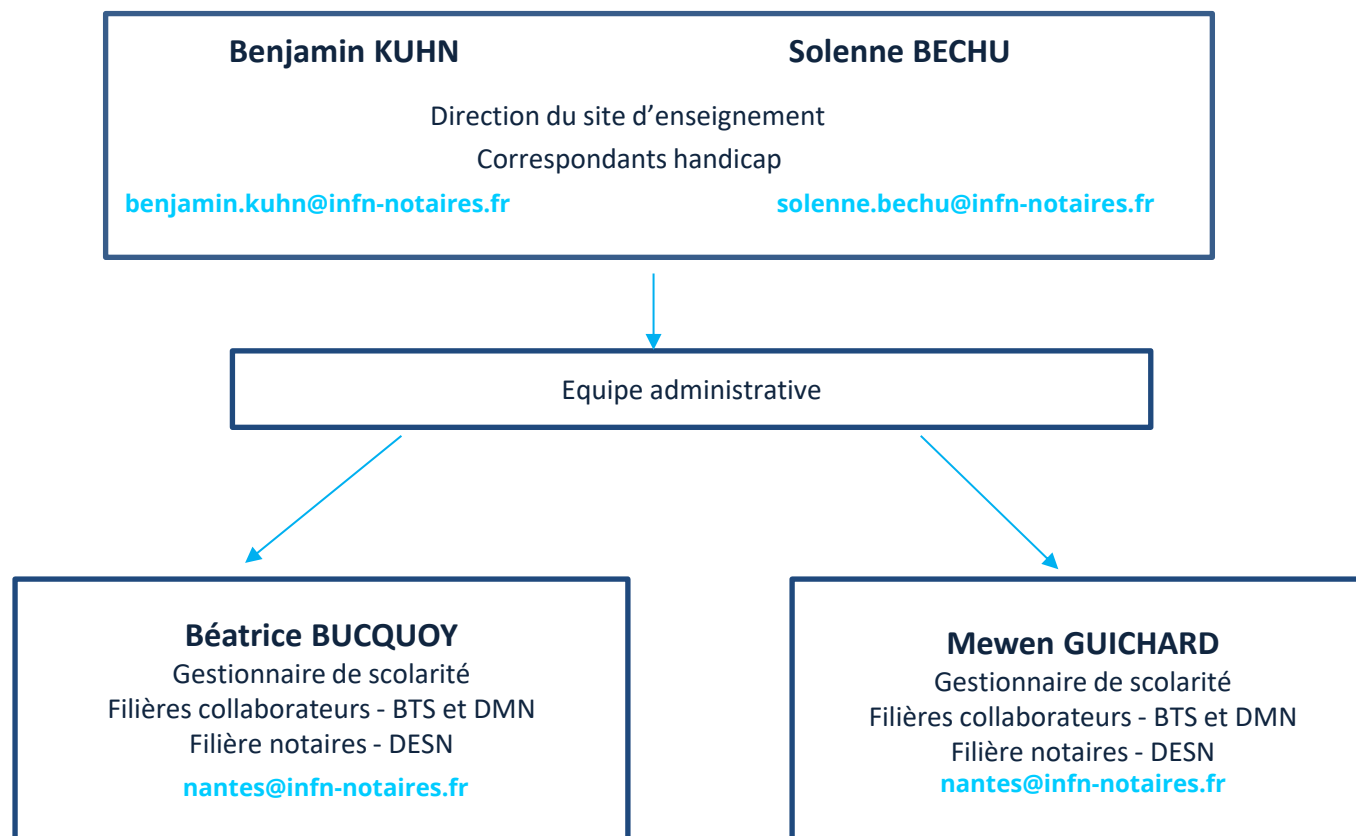 Benjamin KUHN
Solenne BECHU
Direction du site d’enseignement
Correspondants handicap
benjamin.kuhn@infn-notaires.fr
solenne.bechu@infn-notaires.fr
Equipe administrative
Béatrice BUCQUOY
Gestionnaire de scolarité
Filières collaborateurs - BTS et DMN
Filière notaires - DESN
nantes@infn-notaires.fr
Mewen GUICHARD
Gestionnaire de scolarité
Filières collaborateurs - BTS et DMN
Filière notaires - DESN
nantes@infn-notaires.fr